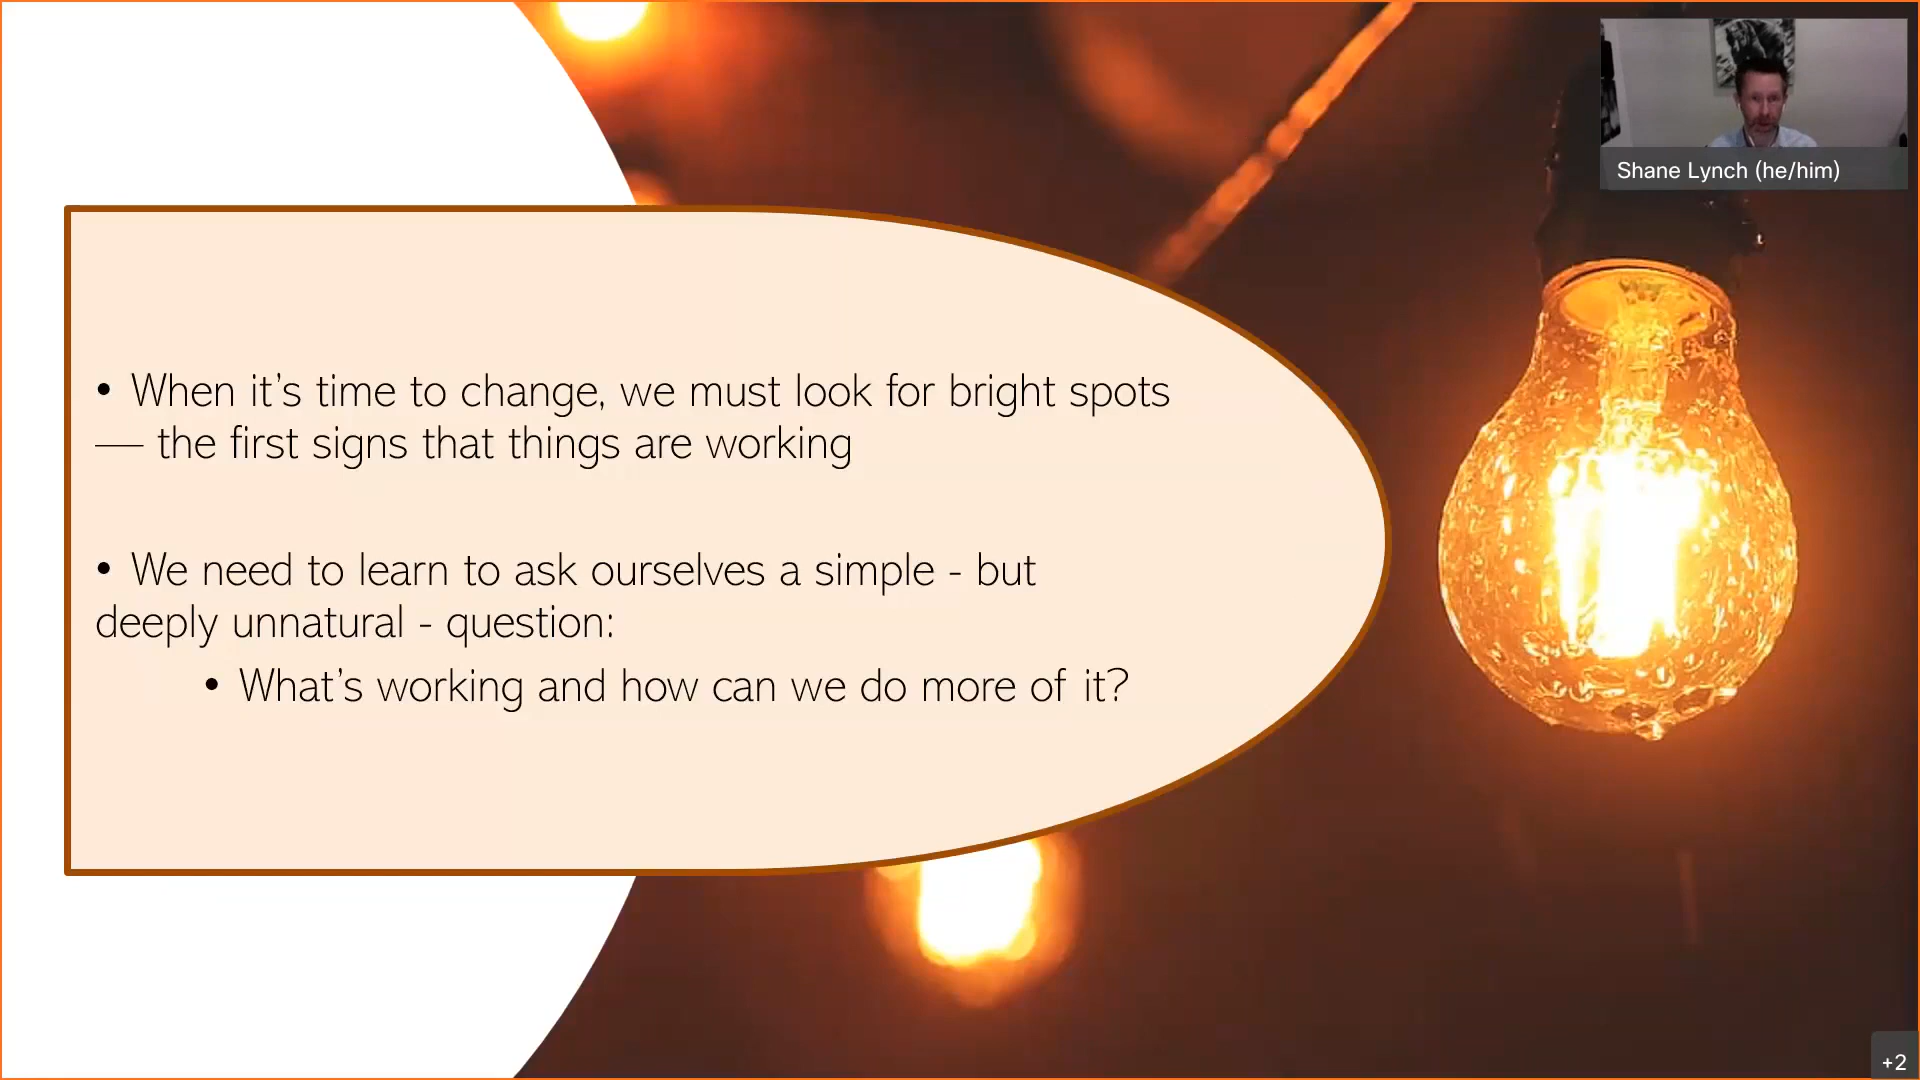 Shane Lynch (he/him)
• When it’s time to change, we must look for bright spots
— the first signs that things are working
• We need to learn to ask ourselves a simple - but
deeply unnatural - question:
• What’s working and how can we do more of it?
+2